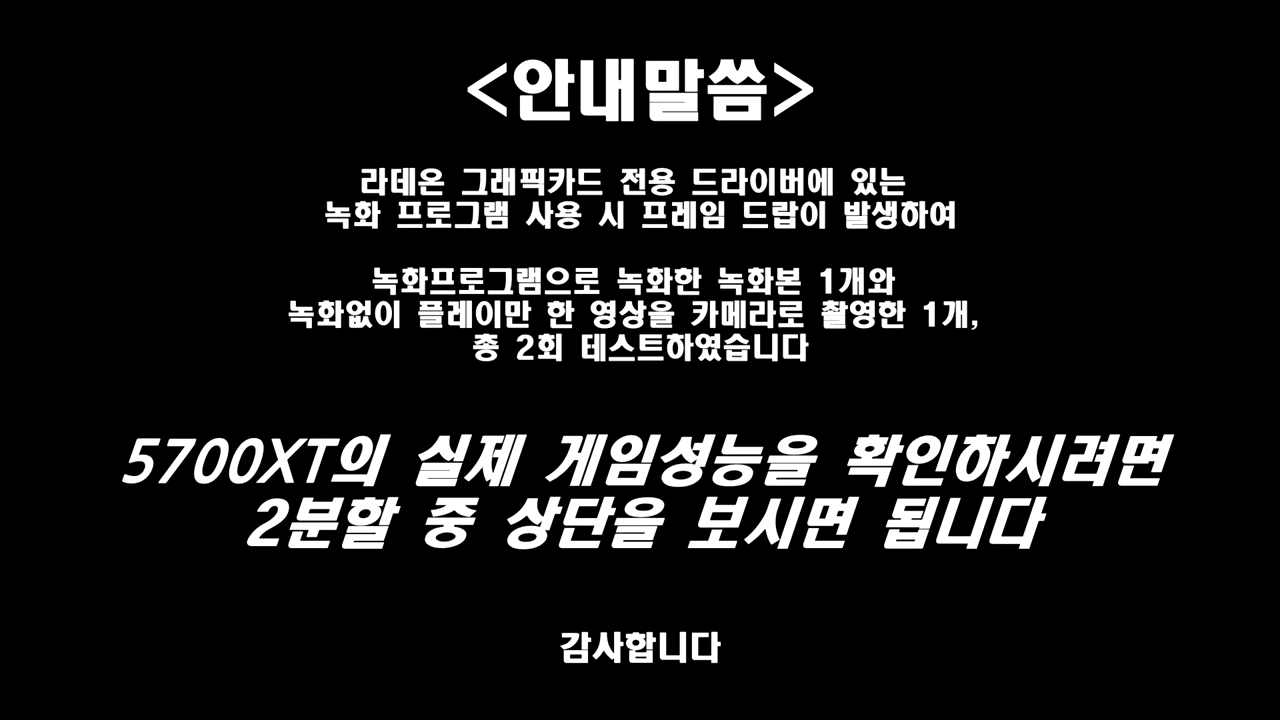 <안내말씀>
라데온 그래픽카드 전용 드라이버에 있는
녹화 프로그램 사용 시 프레임 드랍이 발생하여
녹화프로그램으로 녹화한 녹화본 1개와
녹화없이 플레이만 한 영상을 카메라로 촬영한 1개,
총 2회 테스트하였습니다
5700XT의 실제 게임성능을 확인하시려면
2분할 중 상단을 보시면 됩니다
감사합니다